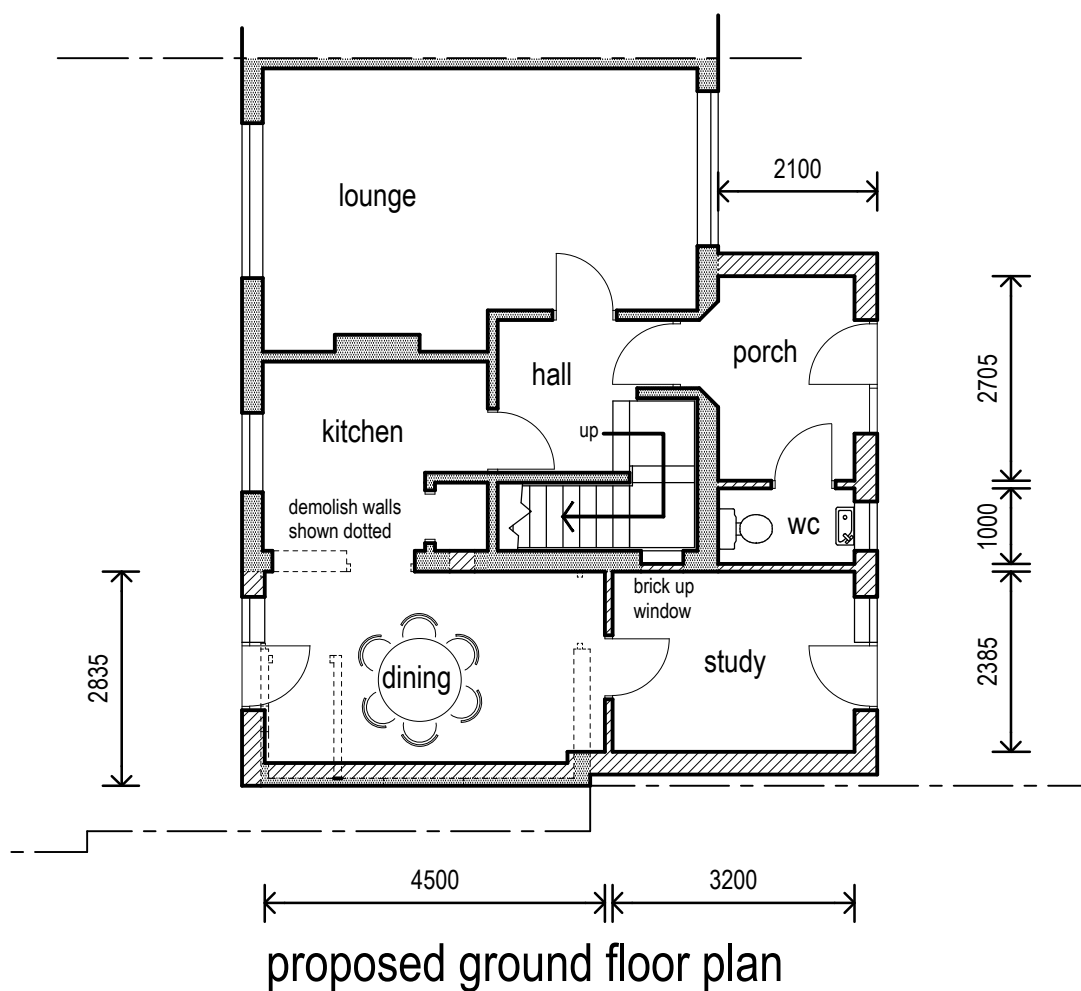 2100
lounge
porch
hall
2705
kitchen
up
demolish walls
shown dotted
wc
1000
brick up
window
study
dining
2835
2385
4500
3200
proposed ground floor plan